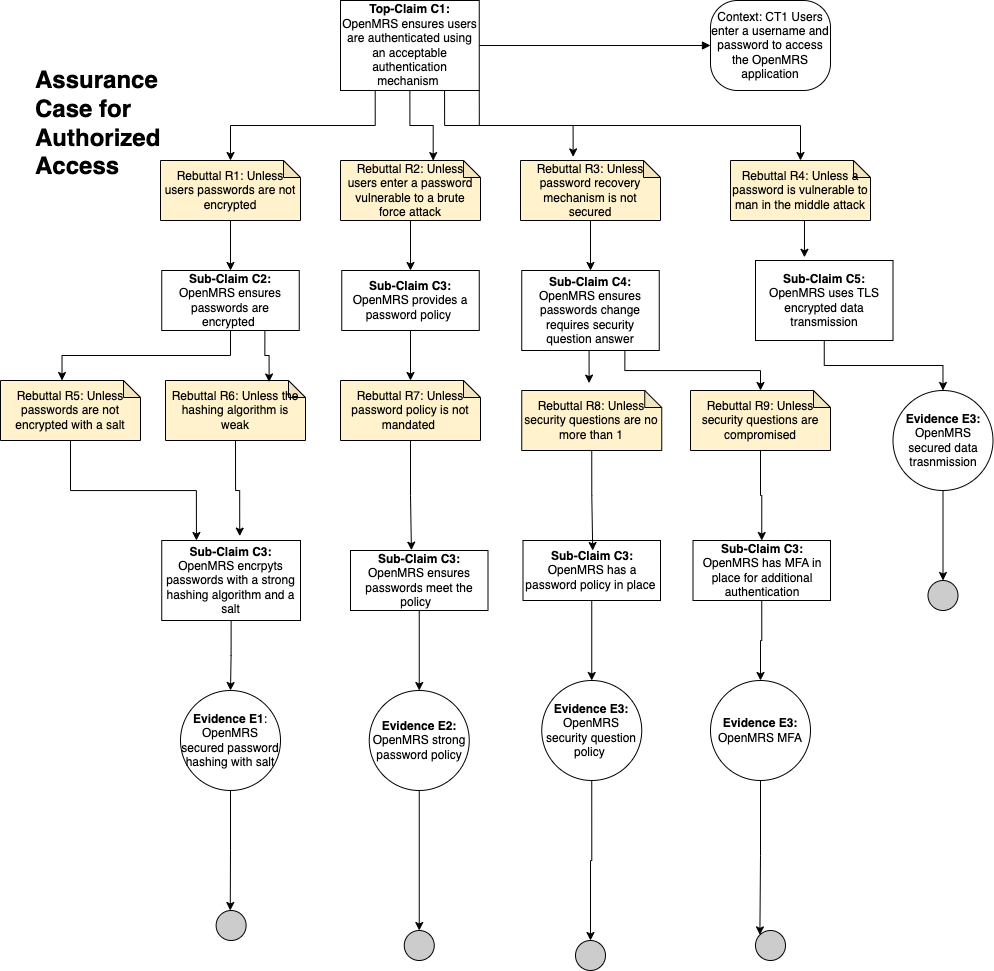 Top-Claim C1:
OpenMRS ensures users
are authenticated using
an acceptable
authentication
mechanism
Context: CT1 Users
enter a username and
password to access
the OpenMRS
application
Assurance
Case for
Authorized
Access
Rebuttal R1: Unless
users passwords are not
encrypted
Rebuttal R2: Unless
users enter a password
vulnerable to a brute
force attack
Rebuttal R3: Unless
password recovery
mechanism is not
secured
Rebuttal R4: Unless a
password is vulnerable to
man in the middle attack
Sub-Claim C2:
OpenMRS ensures
passwords are
encrypted
Sub-Claim C3:
OpenMRS provides a
password policy
Sub-Claim C4:
OpenMRS ensures
passwords change
requires security
question answer
Sub-Claim C5:
OpenMRS uses TLS
encrypted data
transmission
Rebuttal R5: Unless
passwords are not
encrypted with a salt
Rebuttal R6: Unless the
hashing algorithm is
weak
Rebuttal R7: Unless
password policy is not
mandated
Rebuttal R8: Unless
security questions are no
more than 1
Rebuttal R9: Unless
security questions are
compromised
Evidence E3:
OpenMRS
secured data
trasnmission
Sub-Claim C3:
OpenMRS encrpyts
passwords with a strong
hashing algorithm and a
salt
Sub-Claim C3:
OpenMRS ensures
passwords meet the
policy
Sub-Claim C3:
OpenMRS has a
password policy in place
Sub-Claim C3:
OpenMRS has MFA in
place for additional
authentication
Evidence E1:
OpenMRS
secured password
hashing with salt
Evidence E2:
OpenMRS strong
password policy
Evidence E3:
OpenMRS
security question
policy
Evidence E3:
OpenMRS MFA